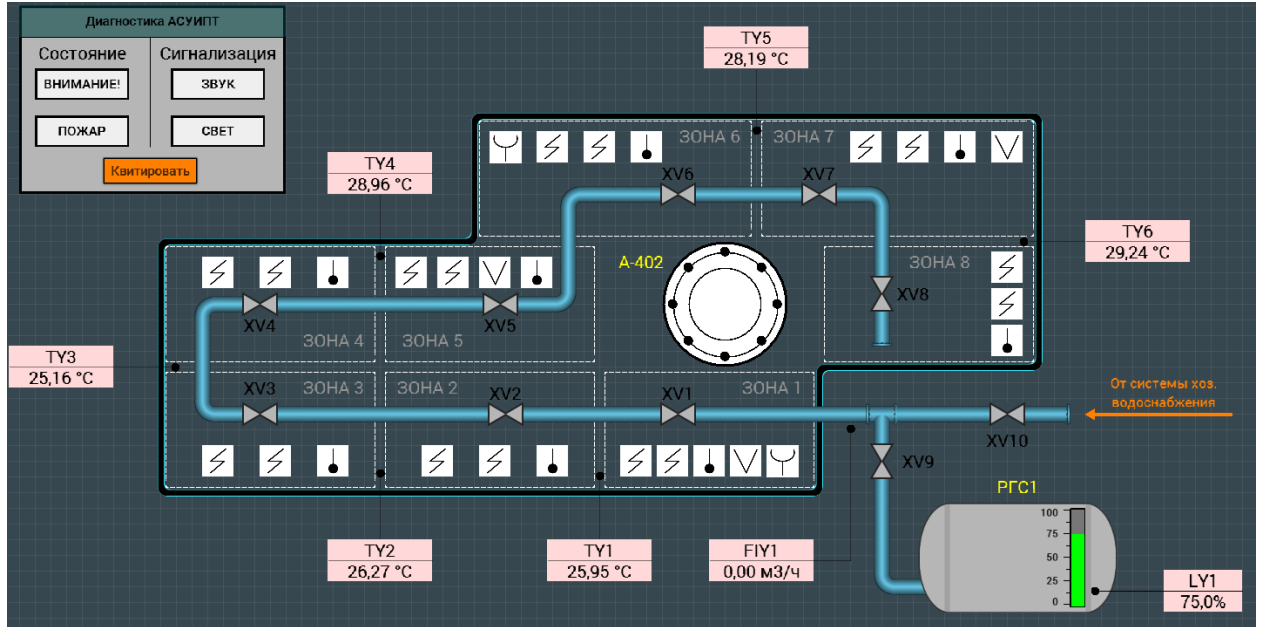 Диагностика АСУИПТ
Состояние
Сигнализация
ВНИМАНИЕ!
ЗВУК
ПОЖАР
СВЕТ
Квитировать
TY5
28,19 °C
TY4
28,96 °C
ЗОНА 6
ЗОНА 7
XV6
XV7
TY6
29,24 °C
А-402
ЗОНА 8
XV8
XV4
XV5
ЗОНА 4
ЗОНА 5
TY3
25,16 °C
XV3
ЗОНА 3
ЗОНА 2
XV2
XV1
ЗОНА 1
От системы хоз.
водоснабжения
XV10
XV9
РГС1
100
75
50
25
0
TY2
26,27 °C
TY1
25,95 °C
FIY1
0,00 м3/ч
LY1
75,0%